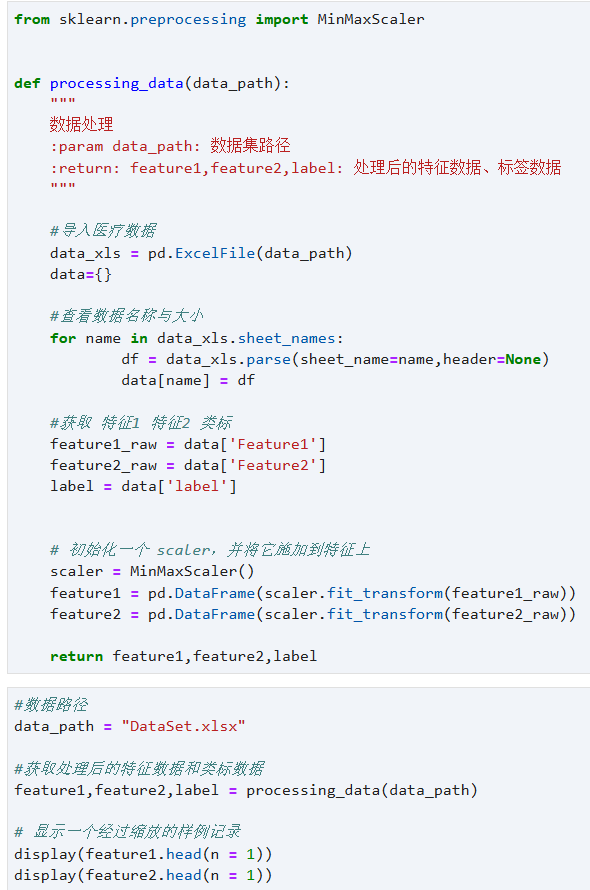 from sklearn.preprocessing import MinMaxScaler
def processing_data(data_path):
    """
    数据处理
    :param data_path: 数据集路径
    :return: feature1,feature2,label: 处理后的特征数据、标签数据
    """
    #导入医疗数据
    data_xls = pd.ExcelFile(data_path)
    data={}
    #查看数据名称与大小
    for name in data_xls.sheet_names:
            df = data_xls.parse(sheet_name=name,header=None)
            data[name] = df
    #获取 特征1 特征2 类标
    feature1_raw = data['Feature1']
    feature2_raw = data['Feature2']
    label = data['label']
    # 初始化一个 scaler，并将它施加到特征上
    scaler = MinMaxScaler()
    feature1 = pd.DataFrame(scaler.fit_transform(feature1_raw))
    feature2 = pd.DataFrame(scaler.fit_transform(feature2_raw))
    return feature1,feature2,label
#数据路径
data_path = "DataSet.xlsx"
#获取处理后的特征数据和类标数据
feature1,feature2,label = processing_data(data_path)
# 显示一个经过缩放的样例记录
display(feature1.head(n = 1))
display(feature2.head(n = 1))